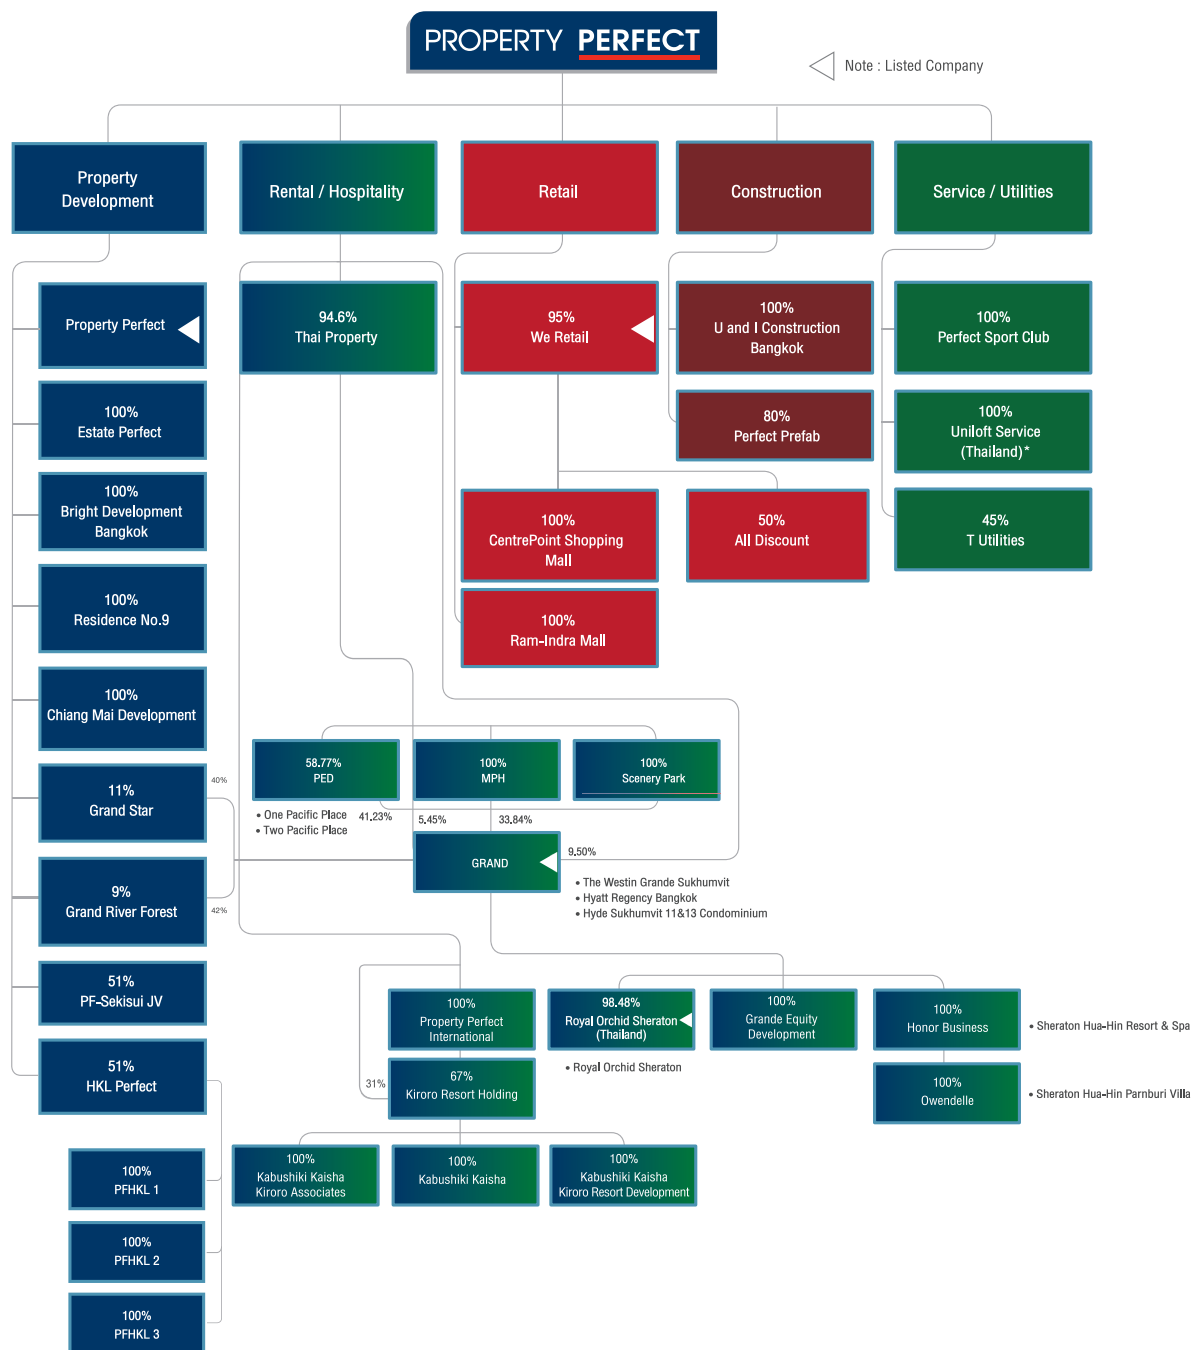 PROPERTY PERFECT
Note : Listed Company
Property
Development
Rental / Hospitality
Retail
Construction
Service / Utilities
Property Perfect
94.6%
Thai Property
95%
We Retail
100%
U and I Construction
Bangkok
100%
Perfect Sport Club
100%
Estate Perfect
80%
Perfect Prefab
100%
Uniloft Service
(Thailand)*
100%
Bright Development
Bangkok
100%
CentrePoint Shopping
Mall
50%
All Discount
45%
T Utilities
100%
Residence No.9
100%
Ram-Indra Mall
100%
Chiang Mai Development
58.77%
PED
100%
MPH
100%
Scenery Park
11%
Grand Star
40%
• One Pacific Place
• Two Pacific Place
41.23%
5.45%
33.84%
GRAND
9.50%
• The Westin Grande Sukhumvit
• Hyatt Regency Bangkok
• Hyde Sukhumvit 11&13 Condominium
9%
Grand River Forest
42%
51%
PF-Sekisui JV
100%
Property Perfect
International
98.48%
Royal Orchid Sheraton
(Thailand)
• Royal Orchid Sheraton
100%
Grande Equity
Development
100%
Honor Business
• Sheraton Hua-Hin Resort & Spa
51%
HKL Perfect
31%
67%
Kiroro Resort Holding
100%
Owendelle
• Sheraton Hua-Hin Parnburi Villa
100%
Kabushiki Kaisha
Kiroro Associates
100%
Kabushiki Kaisha
100%
Kabushiki Kaisha
Kiroro Resort Development
100%
PFHKL 1
100%
PFHKL 2
100%
PFHKL 3